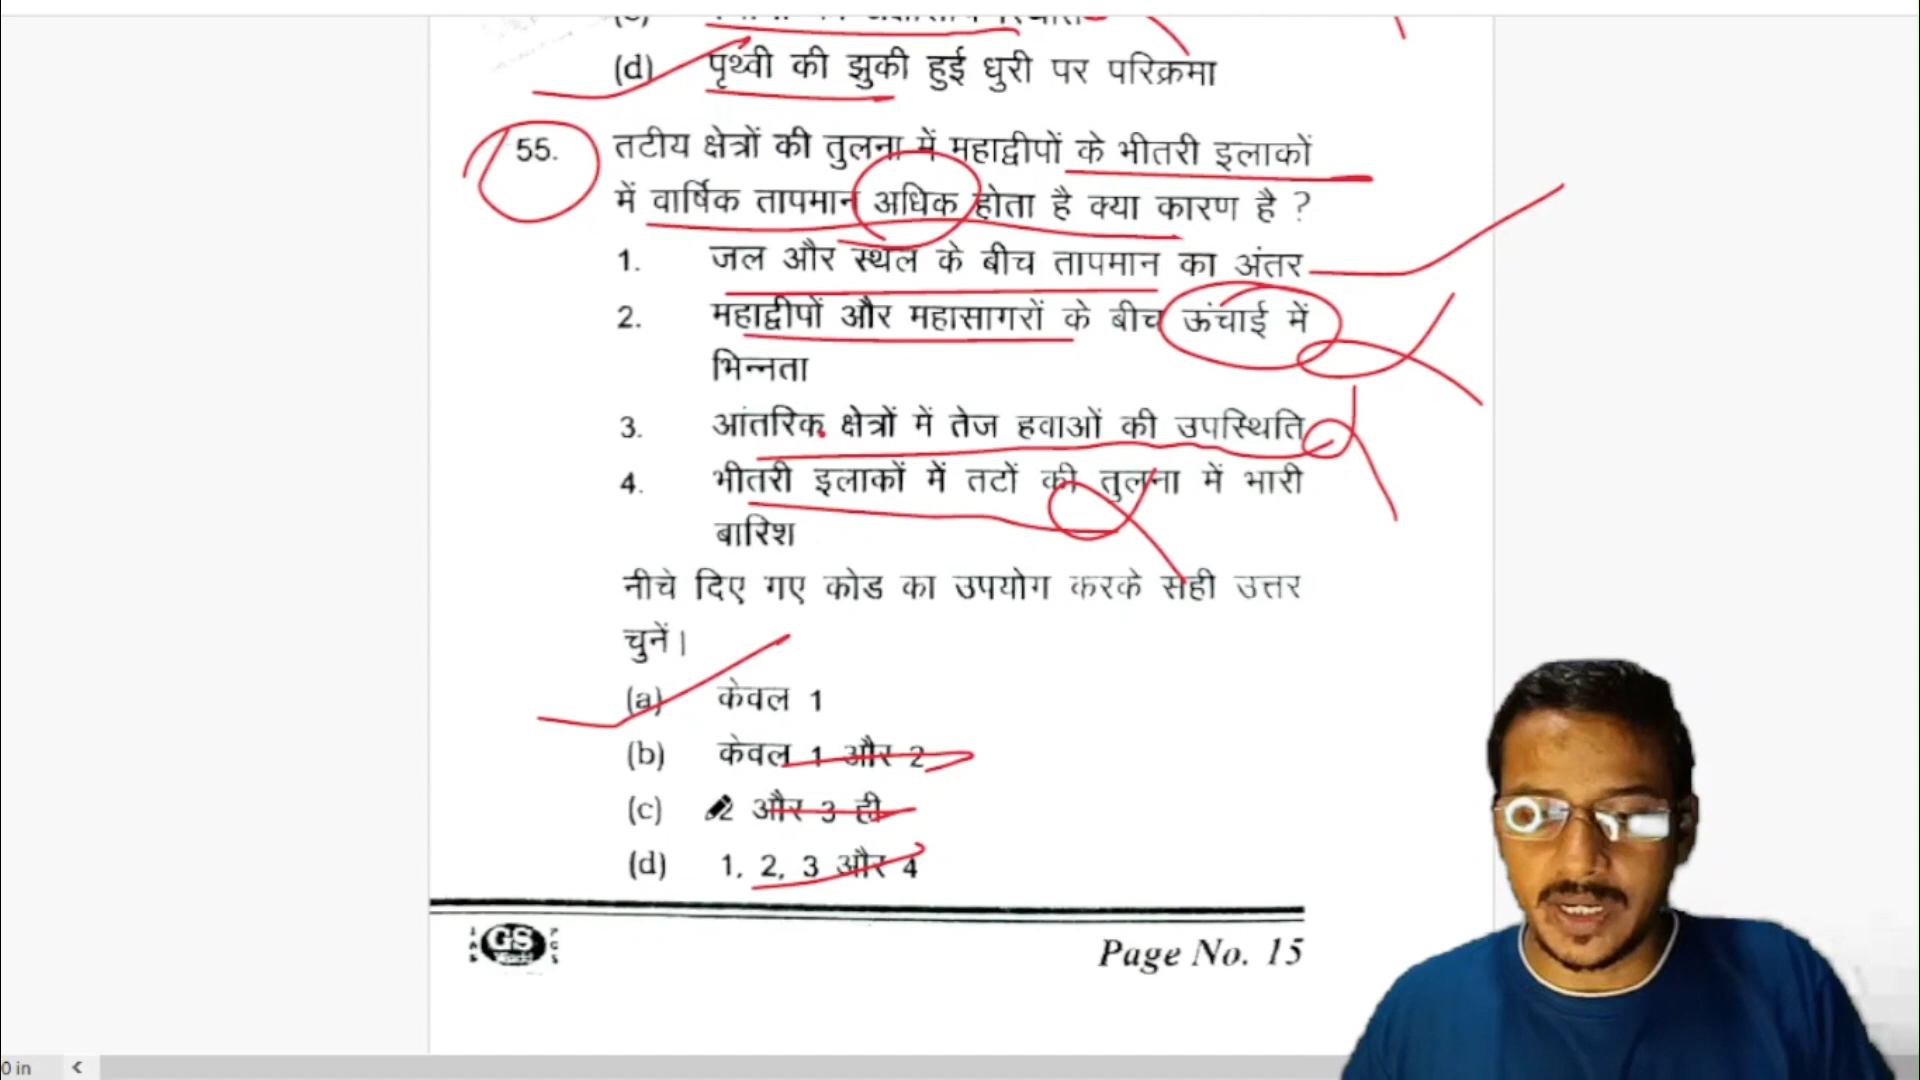 (d) पृथ्वी की झुकी हुई धुरी पर परिक्रमा
55. तटीय क्षेत्रों की तुलना में महाद्वीपों के भीतरी इलाकों
में वार्षिक तापमान अधिक होता है क्या कारण है ?
1. जल और स्थल के बीच तापमान का अंतर
2. महाद्वीपों और महासागरों के बीच ऊंचाई में
भिन्नता
3. आंतरिक क्षेत्रों में तेज हवाओं की उपस्थिति
4. भीतरी इलाकों में तटों की तुलना में भारी
बारिश
नीचे दिए गए कोड का उपयोग करके सही उत्तर
चुनें।
(a) केवल 1
(b) केवल 1 और 2
(c) 2 और 3 ही
(d) 1, 2, 3 और 4
GS
Page No. 15
0 in